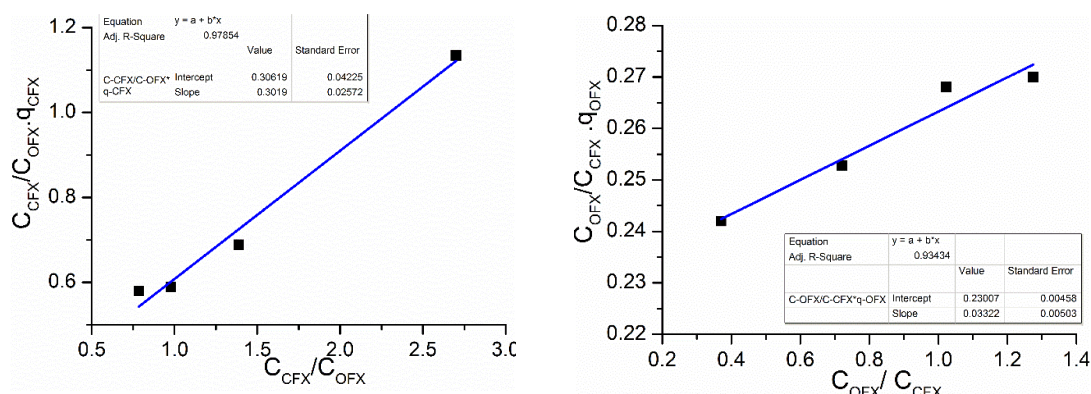 Equation y = a + b*x
Adj. R-Square 0.97854
Value Standard Error
C-CFX/C-OFX* Intercept 0.30619 0.04225
q-CFX Slope 0.3019 0.02572
C_CFX/C_OFX·q_CFX
1.2
1.0
0.8
0.6
0.5 1.0 1.5 2.0 2.5 3.0
C_CFX/C_OFX
C_OFX/C_CFX·q_OFX
0.28
0.27
0.26
0.25
0.24
0.23
0.22
Equation y = a + b*x
Adj. R-Square 0.93434
Value Standard Error
C-OFX/C-CFX*q-OFX Intercept 0.23007 0.00458
Slope 0.03322 0.00503
0.2 0.4 0.6 0.8 1.0 1.2 1.4
C_OFX/ C_CFX